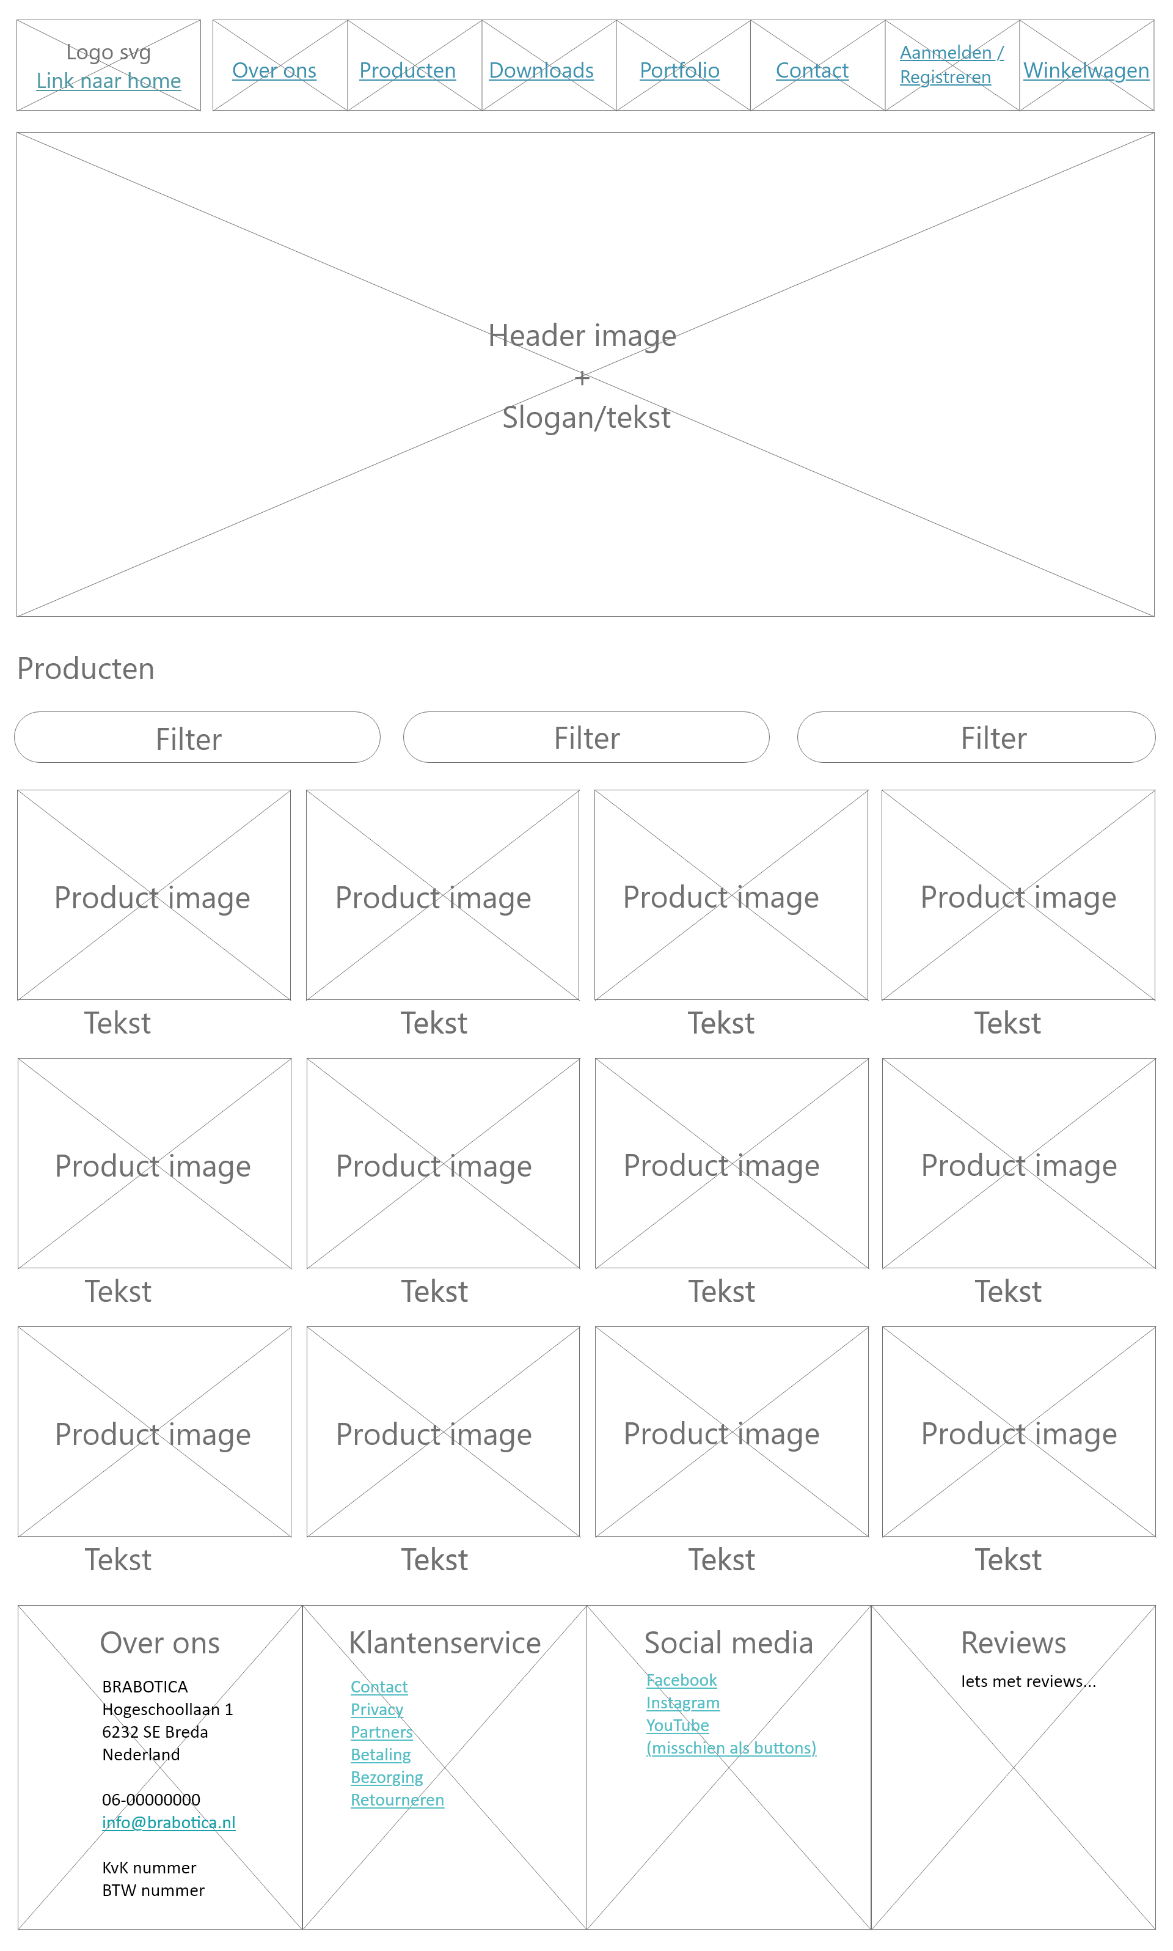 Logo svg
Link naar home
Over ons
Producten
Downloads
Portfolio
Contact
Aanmelden /
Registreren
Winkelwagen
Header image
+
Slogan/tekst
Producten
Filter
Filter
Filter
Product image
Product image
Product image
Product image
Tekst
Tekst
Tekst
Tekst
Product image
Product image
Product image
Product image
Tekst
Tekst
Tekst
Tekst
Product image
Product image
Product image
Product image
Tekst
Tekst
Tekst
Tekst
Over ons
BRABOTICA
Hogeschoollaan 1
6232 SE Breda
Nederland
06-00000000
info@brabotica.nl
KvK nummer
BTW nummer
Klantenservice
Contact
Privacy
Partners
Betaling
Bezorging
Retourneren
Social media
Facebook
Instagram
YouTube
(misschien als buttons)
Reviews
Iets met reviews...